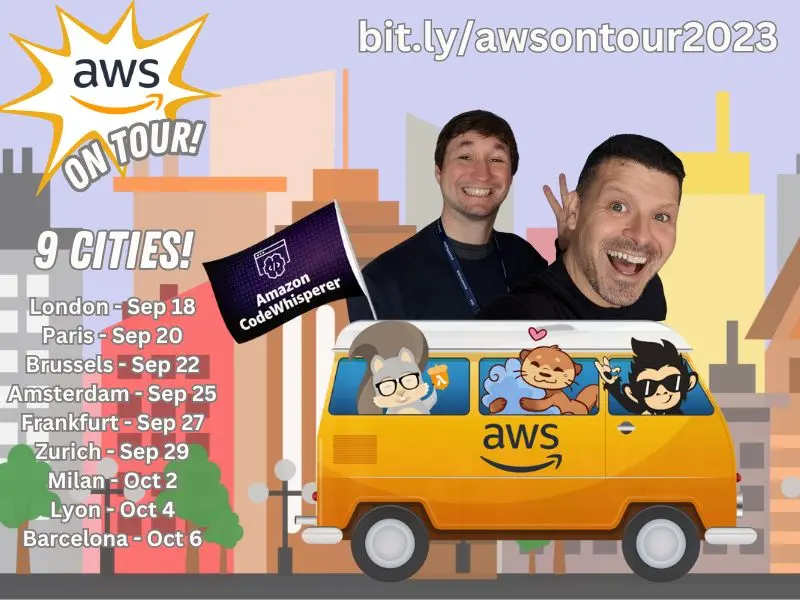 bit.ly/awsontour2023
aws
ON TOUR!
9 CITIES!
London - Sep 18
Paris - Sep 20
Brussels - Sep 22
Amsterdam - Sep 25
Frankfurt - Sep 27
Zurich - Sep 29
Milan - Oct 2
Lyon - Oct 4
Barcelona - Oct 6
Amazon
CodeWhisperer
aws